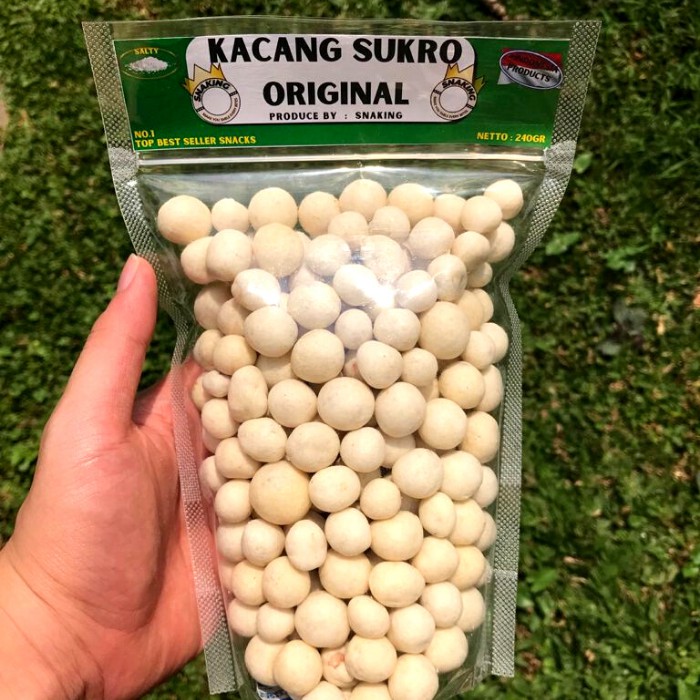 SALTY
KACANG SUKRO
ORIGINAL
PRODUCE BY : SNAKING
SNAKING
SNAKING
PRODUCTS
NO.1
TOP BEST SELLER SNACKS
NETTO : 240GR